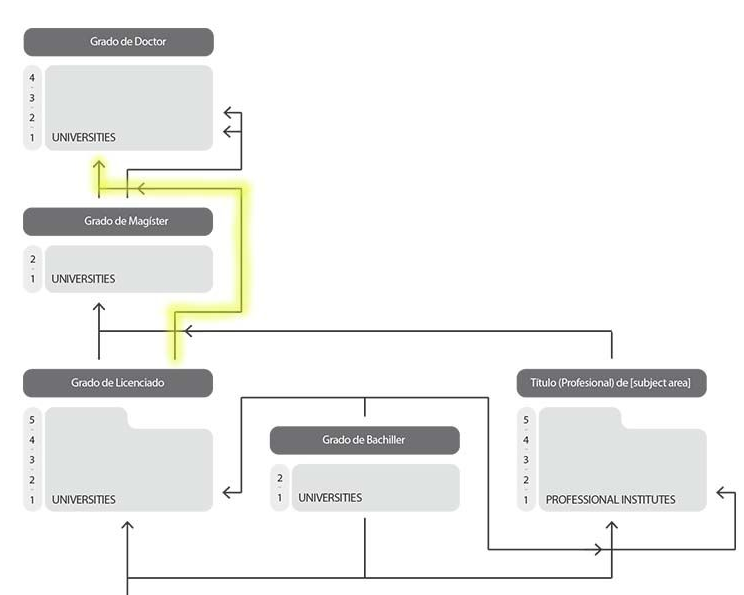 Grado de Doctor
4
3
2
1
UNIVERSITIES
Grado de Magíster
2
1
UNIVERSITIES
Grado de Licenciado
Título (Profesional) de [subject area]
5
4
3
2
1
UNIVERSITIES
Grado de Bachiller
2
1
UNIVERSITIES
5
4
3
2
1
PROFESSIONAL INSTITUTES